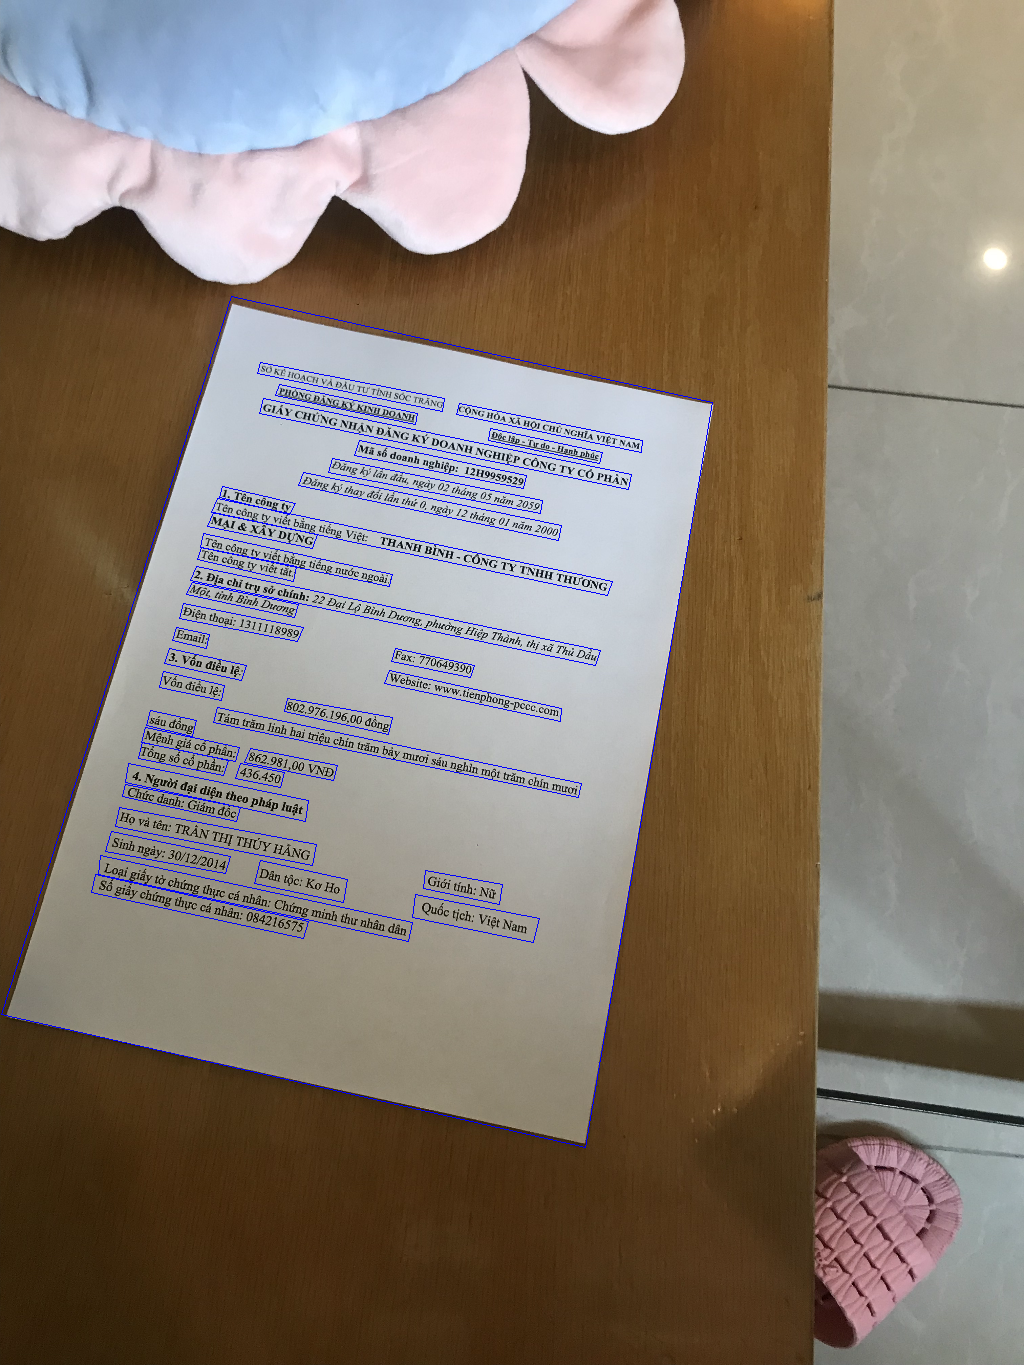 SỞ KẾ HOẠCH VÀ ĐẦU TƯ TỈNH SÓC TRĂNG
CỘNG HÒA XÃ HỘI CHỦ NGHĨA VIỆT NAM
PHÒNG ĐĂNG KÝ KINH DOANH
Độc lập - Tự do - Hạnh phúc
GIẤY CHỨNG NHẬN ĐĂNG KÝ DOANH NGHIỆP CÔNG TY CỔ PHẦN
Mã số doanh nghiệp: 12H9959529
Đăng ký lần đầu, ngày 02 tháng 05 năm 2059
Đăng ký thay đổi lần thứ 0, ngày 12 tháng 01 năm 2000
1. Tên công ty
Tên công ty viết bằng tiếng Việt: THANH BÌNH - CÔNG TY TNHH THƯƠNG
MẠI & XÂY DỰNG
Tên công ty viết bằng tiếng nước ngoài
Tên công ty viết tắt
2. Địa chỉ trụ sở chính: 22 Đại Lộ Bình Dương, phường Hiệp Thành, thị xã Thủ Dầu
Một, tỉnh Bình Dương
Điện thoại: 1311118989
Fax: 770649390
Email:
Website: www.tienphong-pccc.com
3. Vốn điều lệ:
Vốn điều lệ:
802.976.196,00 đồng
Tám trăm linh hai triệu chín trăm bảy mươi sáu nghìn một trăm chín mươi
sáu đồng
Mệnh giá cổ phần: 862.981,00 VNĐ
Tổng số cổ phần: 436.450
4. Người đại diện theo pháp luật
Chức danh: Giám đốc
Họ và tên: TRẦN THỊ THÚY HẰNG
Giới tính: Nữ
Sinh ngày: 30/12/2014 Dân tộc: Kơ Ho
Quốc tịch: Việt Nam
Loại giấy tờ chứng thực cá nhân: Chứng minh thư nhân dân
Số giấy chứng thực cá nhân: 084216575